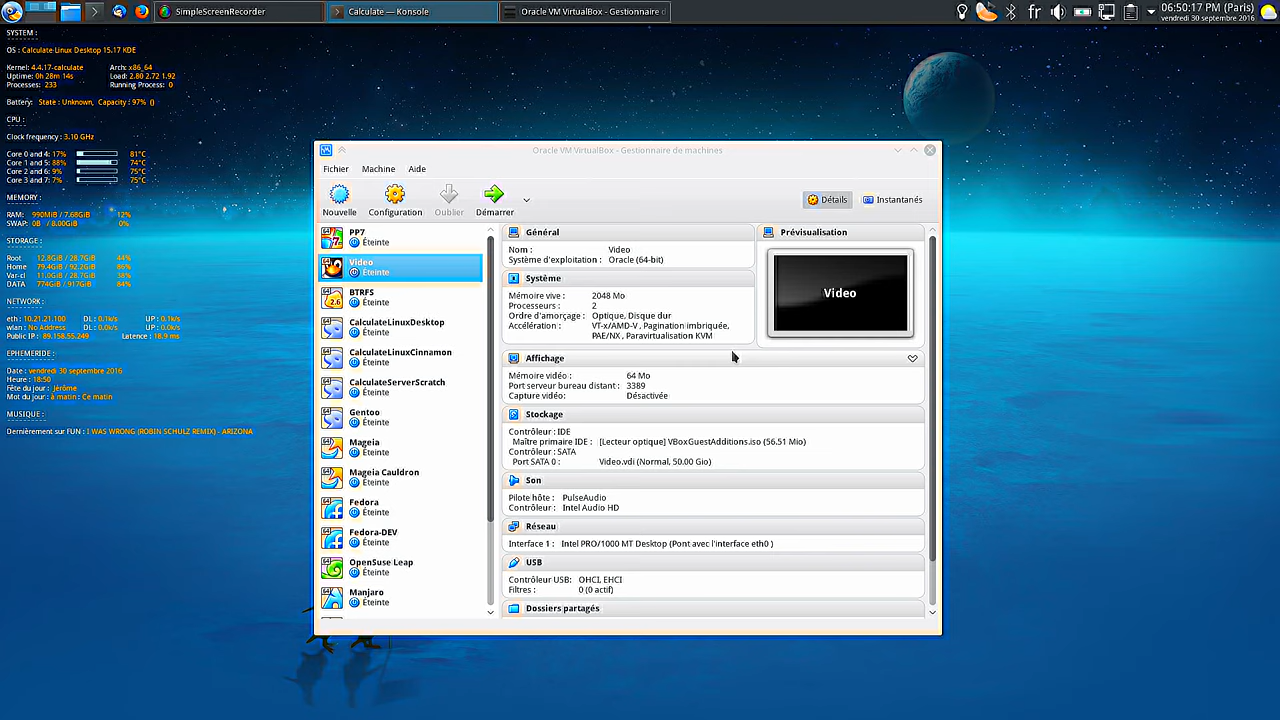 SimpleScreenRecorder
Calculate — Konsole
Oracle VM VirtualBox - Gestionnaire d
fr
06:50:17 PM (Paris)
vendredi 30 septembre 2016
SYSTEM :
OS : Calculate Linux Desktop 15.17 KDE
Kernel: 4.4.17-calculate Arch: x86_64
Uptime: 0h 28m 14s Load: 2.80 2.72 1.92
Processes: 233 Running Process: 0
Battery: State : Unknown, Capacity : 97% ()
CPU :
Clock frequency : 3.10 GHz
Core 0 and 4: 17% 81°C
Core 1 and 5: 88% 74°C
Core 2 and 6: 9% 75°C
Core 3 and 7: 7% 75°C
MEMORY :
RAM: 990MiB / 7.68GiB 12%
SWAP: 0B / 8.00GiB 0%
STORAGE :
Root 12.8GiB / 28.7GiB 44%
Home 79.4GiB / 92.2GiB 86%
Var-cl 11.0GiB / 28.7GiB 38%
DATA 774GiB / 917GiB 84%
NETWORK :
eth : 10.21.21.100 DL : 0.1k/s UP : 0.1k/s
wlan : No Address DL : 0.0k/s UP : 0.0k/s
Public IP : 89.158.55.249 Latence : 18.9 ms
EPHEMERIDE :
Date : vendredi 30 septembre 2016
Heure : 18:50
Fête du jour : Jérôme
Mot du jour : à matin : Ce matin
MUSIQUE :
Dernièrement sur FUN : I WAS WRONG (ROBIN SCHULZ REMIX) - ARIZONA
Oracle VM VirtualBox - Gestionnaire de machines
Fichier Machine Aide
Nouvelle Configuration Oublier Démarrer
Détails Instantanés
PP7
Éteinte
Video
Éteinte
BTRFS
Éteinte
CalculateLinuxDesktop
Éteinte
CalculateLinuxCinnamon
Éteinte
CalculateServerScratch
Éteinte
Gentoo
Éteinte
Mageia
Éteinte
Mageia Cauldron
Éteinte
Fedora
Éteinte
Fedora-DEV
Éteinte
OpenSuse Leap
Éteinte
Manjaro
Éteinte
Général
Nom : Video
Système d'exploitation : Oracle (64-bit)
Système
Mémoire vive : 2048 Mo
Processeurs : 2
Ordre d'amorçage : Optique, Disque dur
Accélération : VT-x/AMD-V , Pagination imbriquée,
PAE/NX , Paravirtualisation KVM
Prévisualisation
Video
Affichage
Mémoire vidéo : 64 Mo
Port serveur bureau distant : 3389
Capture vidéo : Désactivée
Stockage
Contrôleur : IDE
Maître primaire IDE : [Lecteur optique] VBoxGuestAdditions.iso (56.51 Mio)
Contrôleur : SATA
Port SATA 0 : Video.vdi (Normal, 50.00 Gio)
Son
Pilote hôte : PulseAudio
Contrôleur : Intel Audio HD
Réseau
Interface 1 : Intel PRO/1000 MT Desktop (Pont avec l'interface eth0 )
USB
Contrôleur USB: OHCI, EHCI
Filtres : 0 (0 actif)
Dossiers partagés